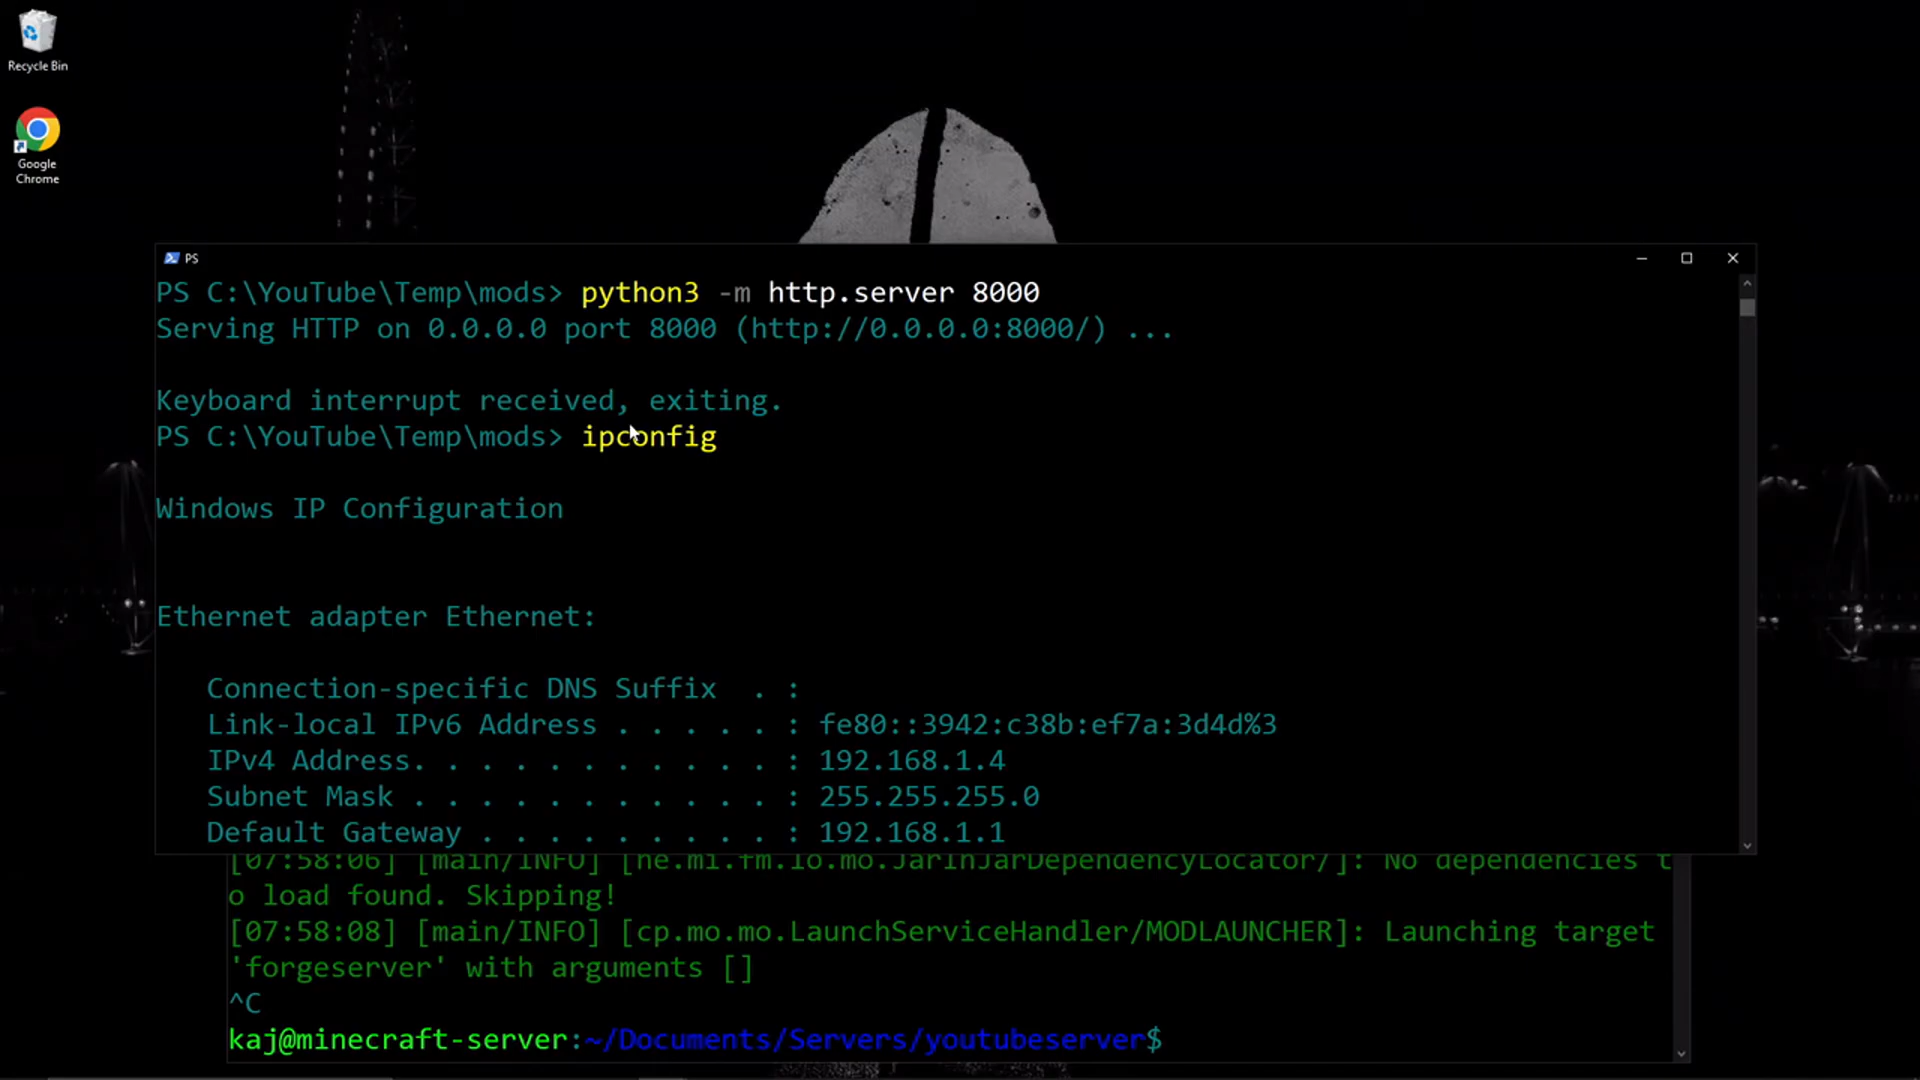 Recycle Bin
Google
Chrome
PS
PS C:\YouTube\Temp\mods> python3 -m http.server 8000
Serving HTTP on 0.0.0.0 port 8000 (http://0.0.0.0:8000/) ...
Keyboard interrupt received, exiting.
PS C:\YouTube\Temp\mods> ipconfig
Windows IP Configuration
Ethernet adapter Ethernet:
Connection-specific DNS Suffix  . :
Link-local IPv6 Address . . . . . : fe80::3942:c38b:ef7a:3d4d%3
IPv4 Address. . . . . . . . . . . : 192.168.1.4
Subnet Mask . . . . . . . . . . . : 255.255.255.0
Default Gateway . . . . . . . . . : 192.168.1.1
[07:58:06] [main/INFO] [ne.mi.fm.lo.mo.JarInJarDependencyLocator/]: No dependencies t
o load found. Skipping!
[07:58:08] [main/INFO] [cp.mo.mo.LaunchServiceHandler/MODLAUNCHER]: Launching target
'forgeserver' with arguments []
^C
kaj@minecraft-server:~/Documents/Servers/youtubeserver$